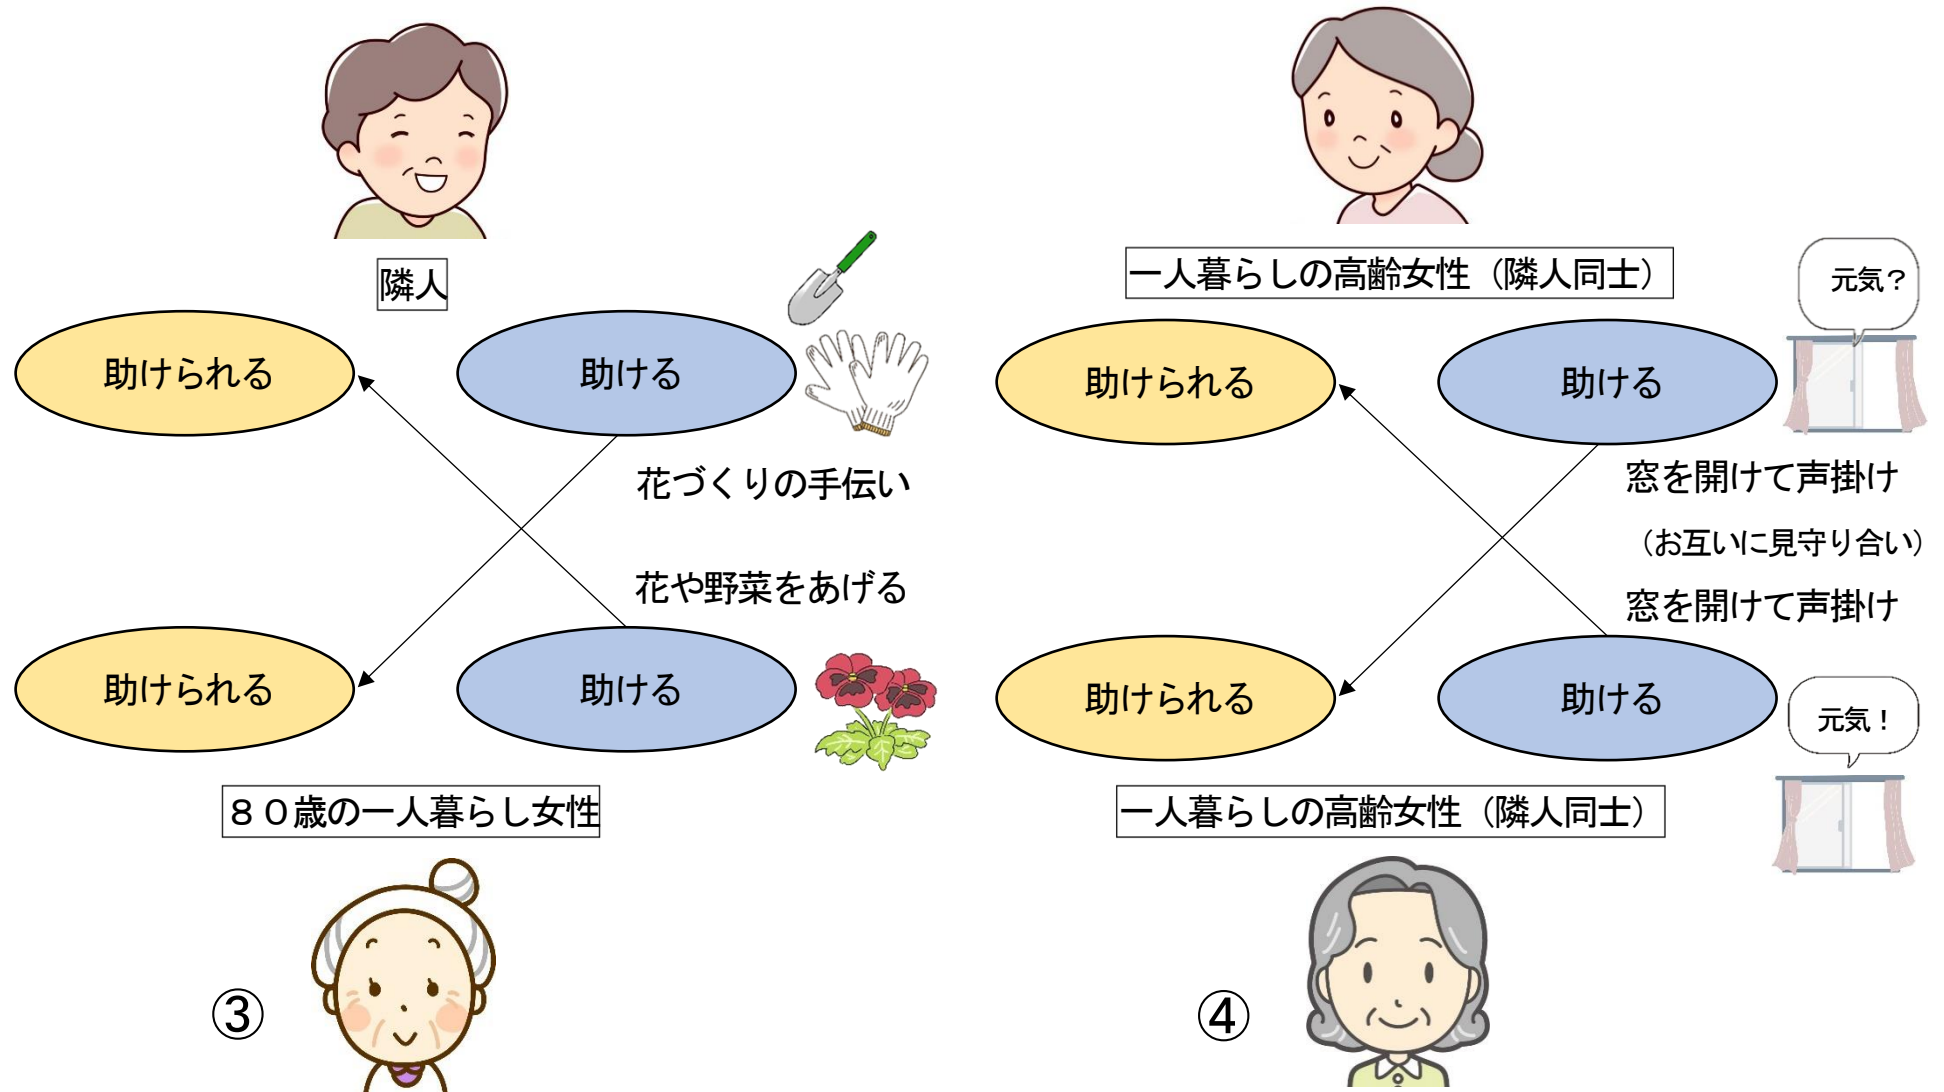 隣人
助けられる
助ける
花づくりの手伝い
花や野菜をあげる
助けられる
助ける
８０歳の一人暮らし女性
③
一人暮らしの高齢女性（隣人同士）
元気？
助けられる
助ける
窓を開けて声掛け
（お互いに見守り合い）
窓を開けて声掛け
助けられる
助ける
元気！
一人暮らしの高齢女性（隣人同士）
④